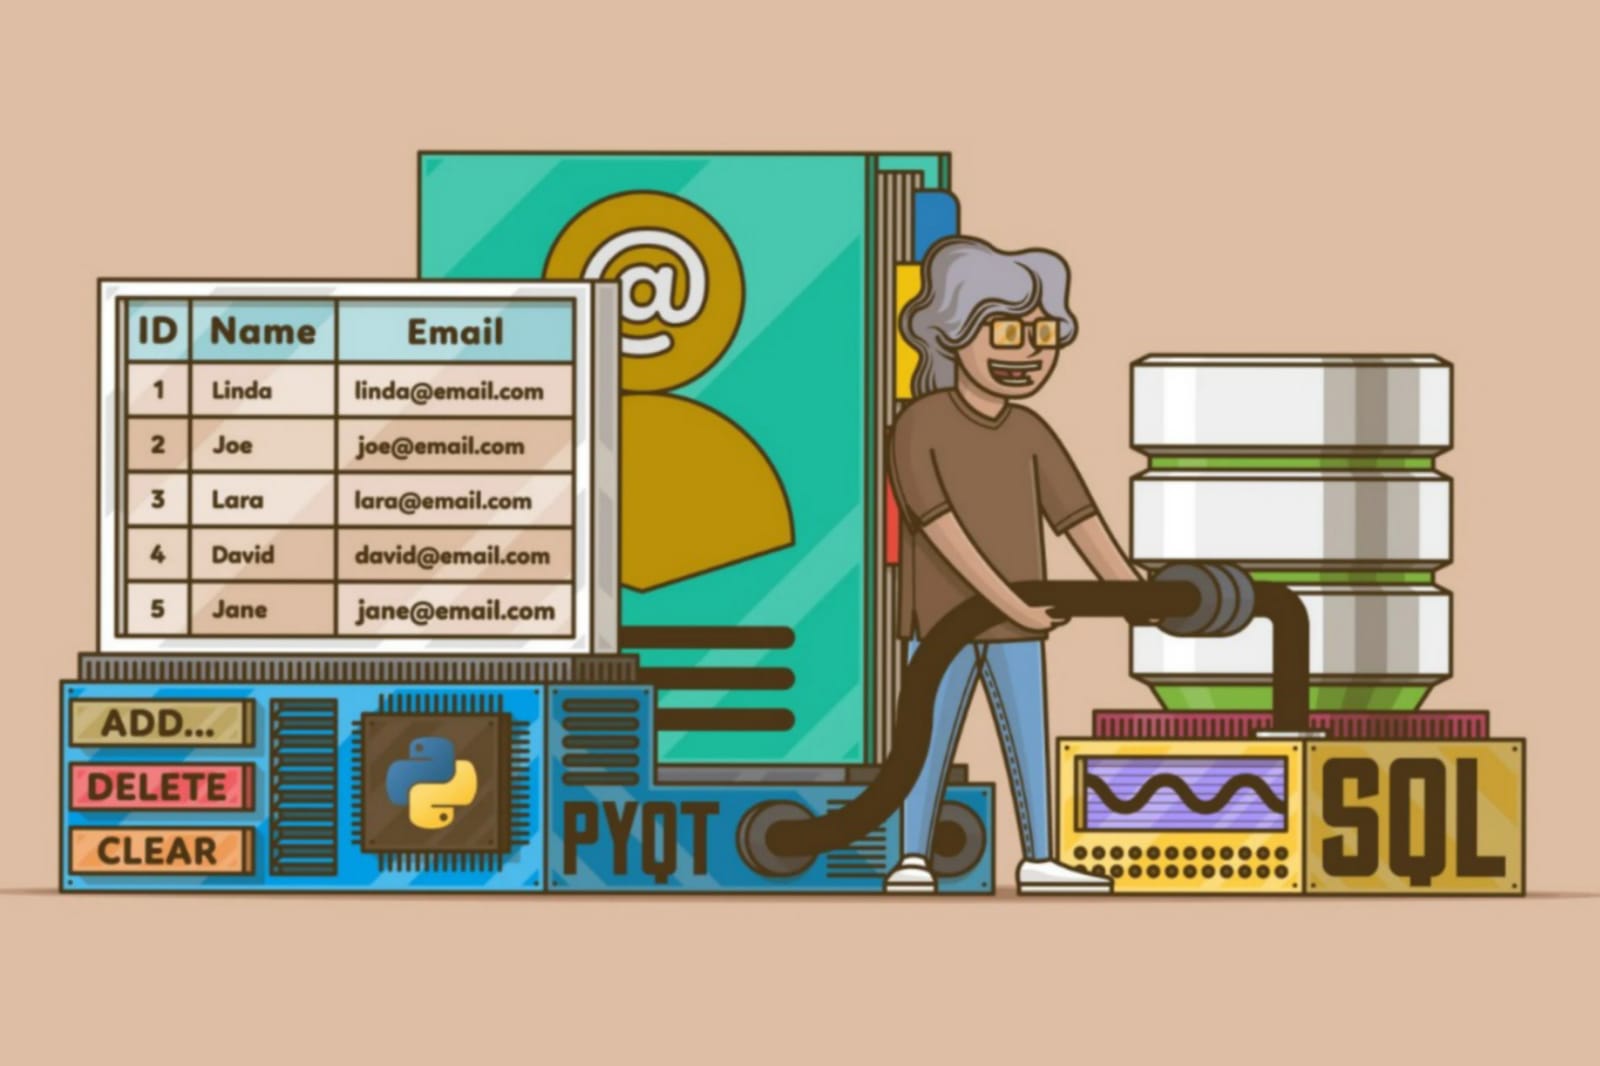 @
ID Name Email
1 Linda linda@email.com
2 Joe joe@email.com
3 Lara lara@email.com
4 David david@email.com
5 Jane jane@email.com
ADD...
DELETE
CLEAR
PYQT
SQL